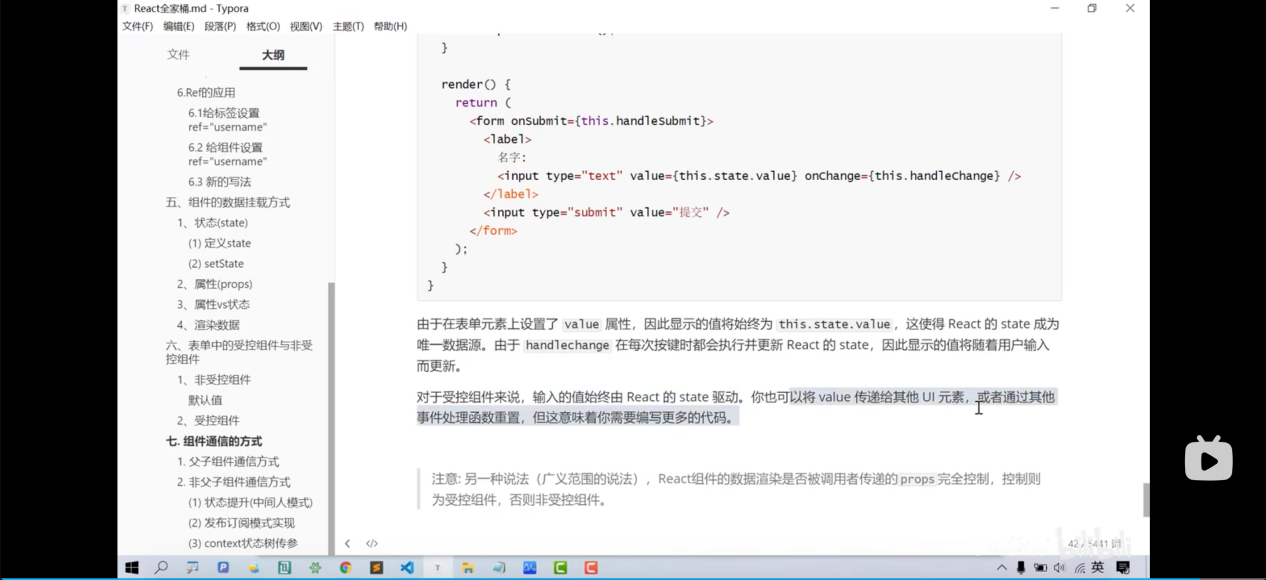 React全家桶.md - Typora
文件(F) 编辑(E) 段落(P) 格式(O) 视图(V) 主题(T) 帮助(H)
文件
大纲
6.Ref的应用
6.1给标签设置
ref="username"
6.2 给组件设置
ref="username"
6.3 新的写法
五、组件的数据挂载方式
1、状态(state)
(1) 定义state
(2) setState
2、属性(props)
3、属性vs状态
4、渲染数据
六、表单中的受控组件与非受
控组件
1、非受控组件
默认值
2、受控组件
七. 组件通信的方式
1. 父子组件通信方式
2. 非父子组件通信方式
(1) 状态提升(中间人模式)
(2) 发布订阅模式实现
(3) context状态树传参
}
render() {
return (
<form onSubmit={this.handleSubmit}>
<label>
名字:
<input type="text" value={this.state.value} onChange={this.handleChange} />
</label>
<input type="submit" value="提交" />
</form>
);
}
}
由于在表单元素上设置了 value 属性，因此显示的值将始终为 this.state.value，这使得 React 的 state 成为
唯一数据源。由于 handlechange 在每次按键时都会执行并更新 React 的 state，因此显示的值将随着用户输入
而更新。
对于受控组件来说，输入的值始终由 React 的 state 驱动。你也可以将 value 传递给其他 UI 元素，或者通过其他
事件处理函数重置，但这意味着你需要编写更多的代码。
注意: 另一种说法（广义范围的说法），React组件的数据渲染是否被调用者传递的props完全控制，控制则
为受控组件，否则非受控组件。
42 / 5441 词
bilibili
英